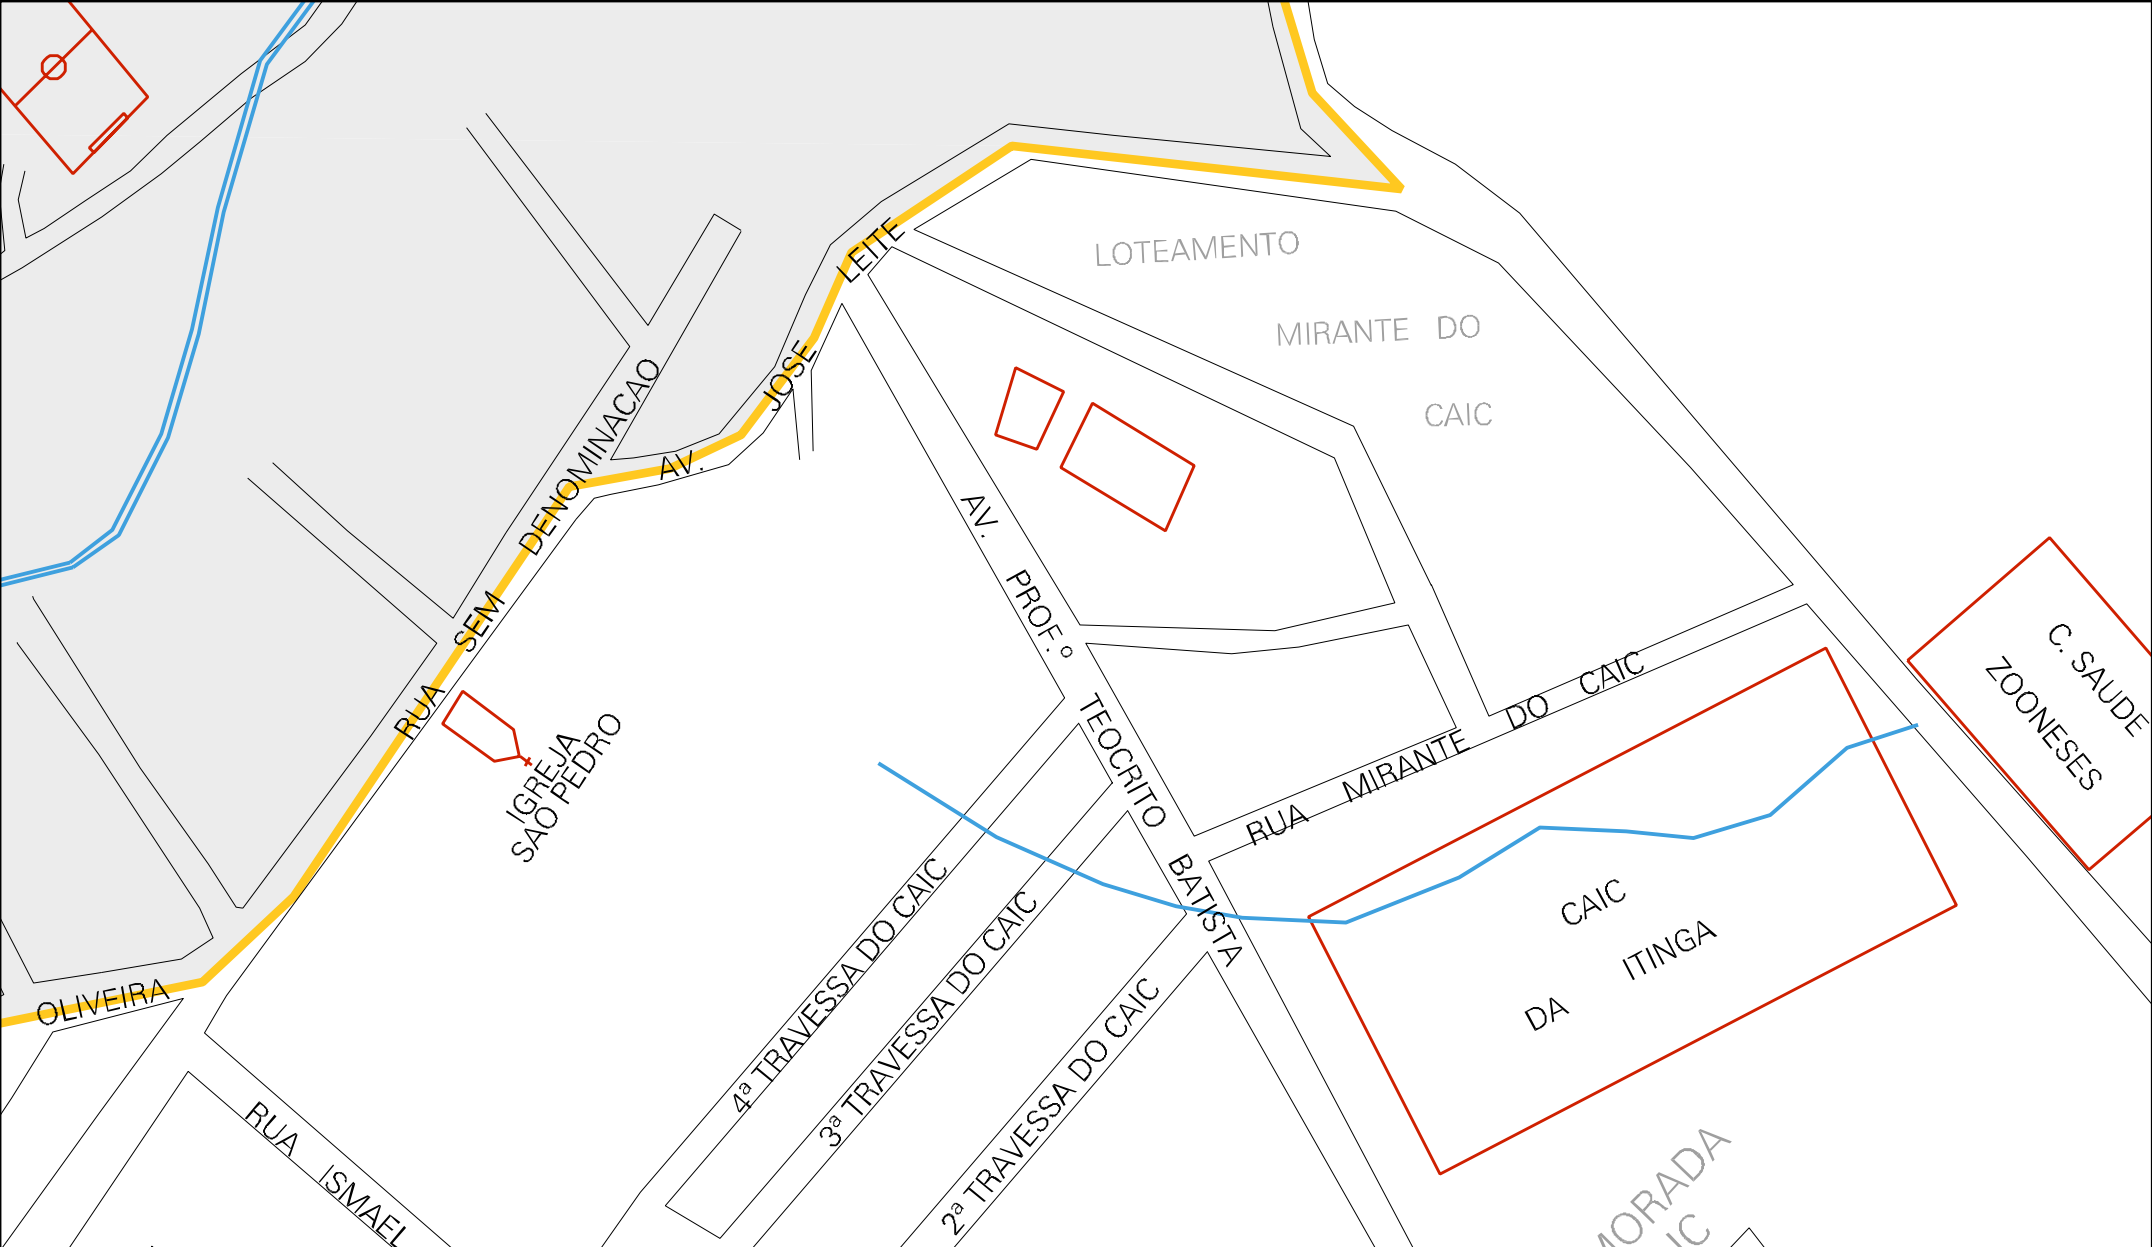 LOTEAMENTO
MIRANTE DO
CAIC
AV. JOSE LEITE
RUA SEM DENOMINACAO
AV. PROF.º TEOCRITO BATISTA
C. SAUDE
ZOONESES
RUA MIRANTE DO CAIC
IGREJA
SAO PEDRO
CAIC
DA ITINGA
4ª TRAVESSA DO CAIC
3ª TRAVESSA DO CAIC
2ª TRAVESSA DO CAIC
OLIVEIRA
RUA ISMAEL
MORADA
IC